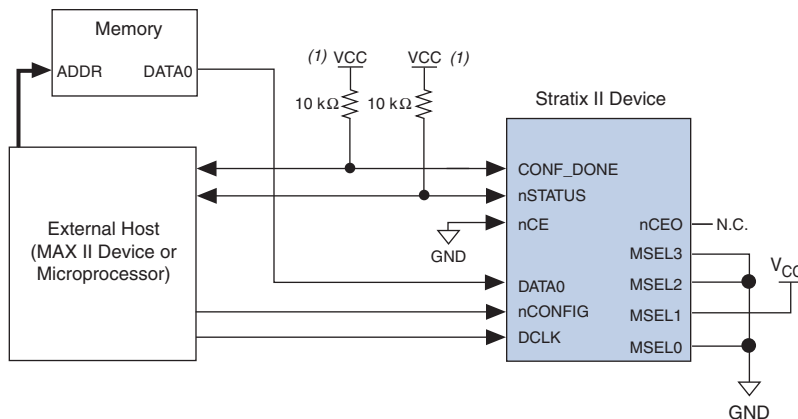 Memory
ADDR DATA0
(1) VCC VCC (1)
10 kΩ 10 kΩ
Stratix II Device
External Host
(MAX II Device or
Microprocessor)
CONF_DONE
nSTATUS
nCE
GND
DATA0
nCONFIG
DCLK
nCEO N.C.
MSEL3
MSEL2
MSEL1
MSEL0
VCC
GND